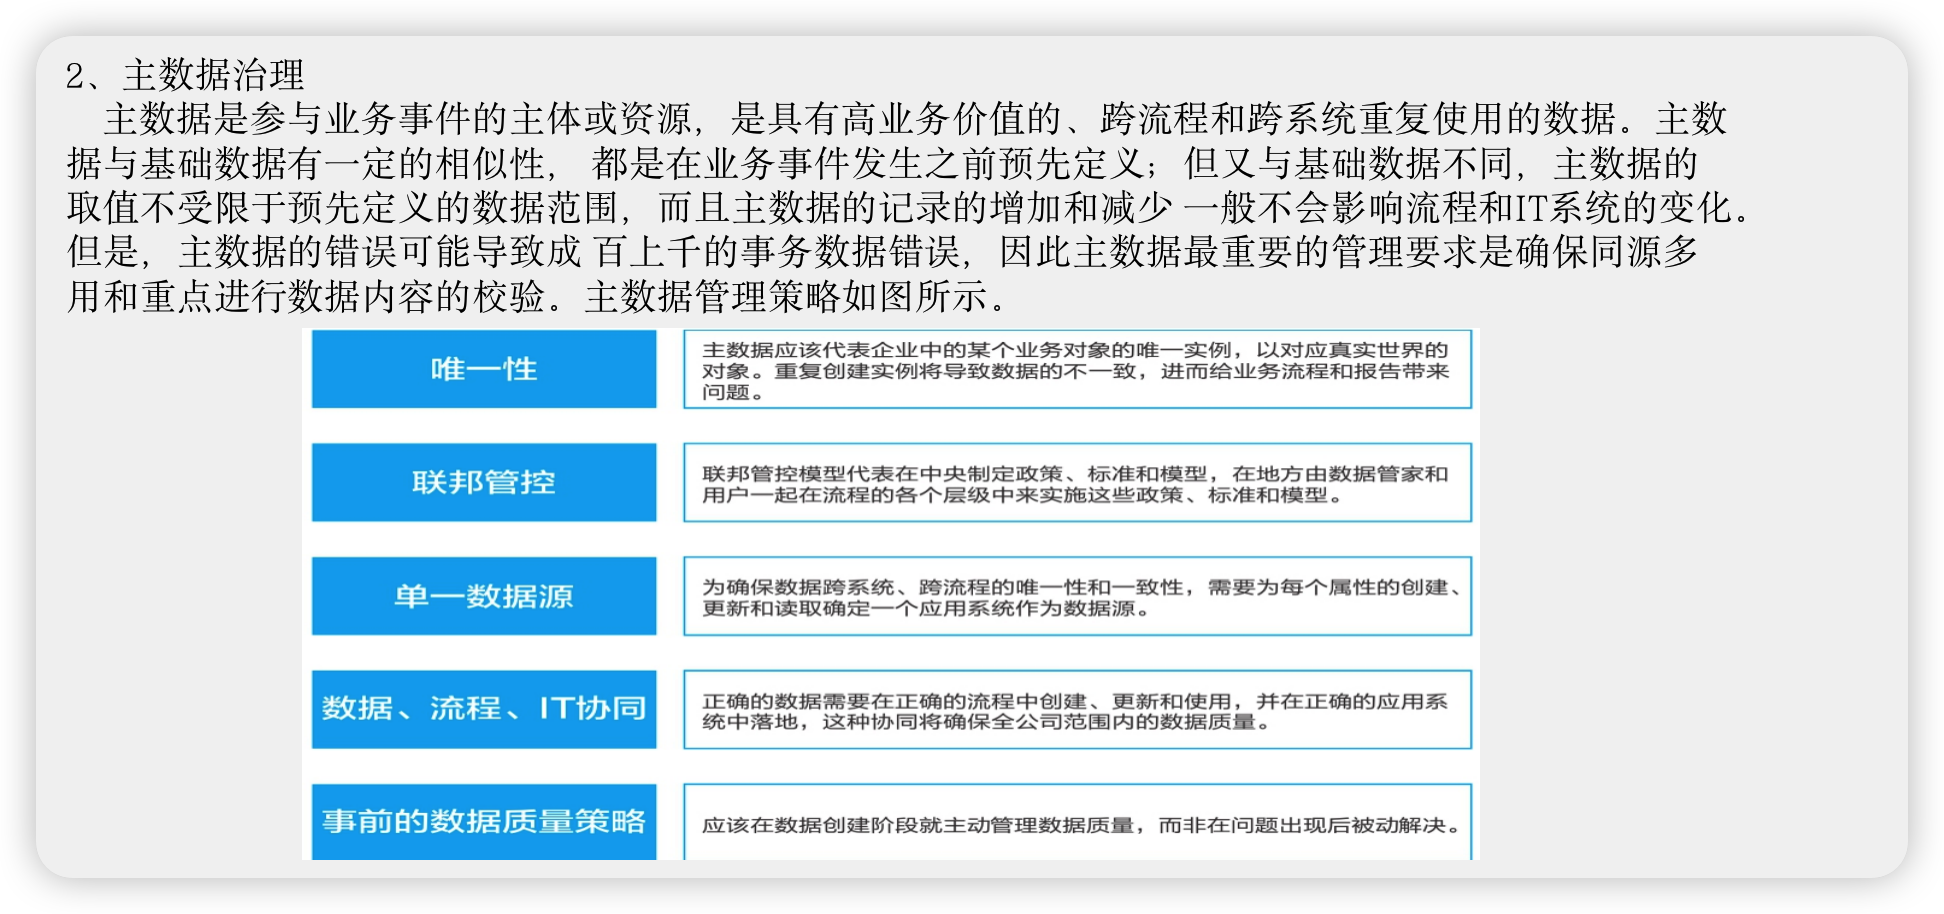 2、主数据治理
主数据是参与业务事件的主体或资源，是具有高业务价值的、跨流程和跨系统重复使用的数据。主数
据与基础数据有一定的相似性， 都是在业务事件发生之前预先定义；但又与基础数据不同，主数据的
取值不受限于预先定义的数据范围，而且主数据的记录的增加和减少 一般不会影响流程和IT系统的变化。
但是，主数据的错误可能导致成 百上千的事务数据错误，因此主数据最重要的管理要求是确保同源多
用和重点进行数据内容的校验。主数据管理策略如图所示。
唯一性
主数据应该代表企业中的某个业务对象的唯一实例，以对应真实世界的
对象。重复创建实例将导致数据的不一致，进而给业务流程和报告带来
问题。
联邦管控
联邦管控模型代表在中央制定政策、标准和模型，在地方由数据管家和
用户一起在流程的各个层级中来实施这些政策、标准和模型。
单一数据源
为确保数据跨系统、跨流程的唯一性和一致性，需要为每个属性的创建、
更新和读取确定一个应用系统作为数据源。
数据、流程、IT协同
正确的数据需要在正确的流程中创建、更新和使用，并在正确的应用系
统中落地，这种协同将确保全公司范围内的数据质量。
事前的数据质量策略
应该在数据创建阶段就主动管理数据质量，而非在问题出现后被动解决。